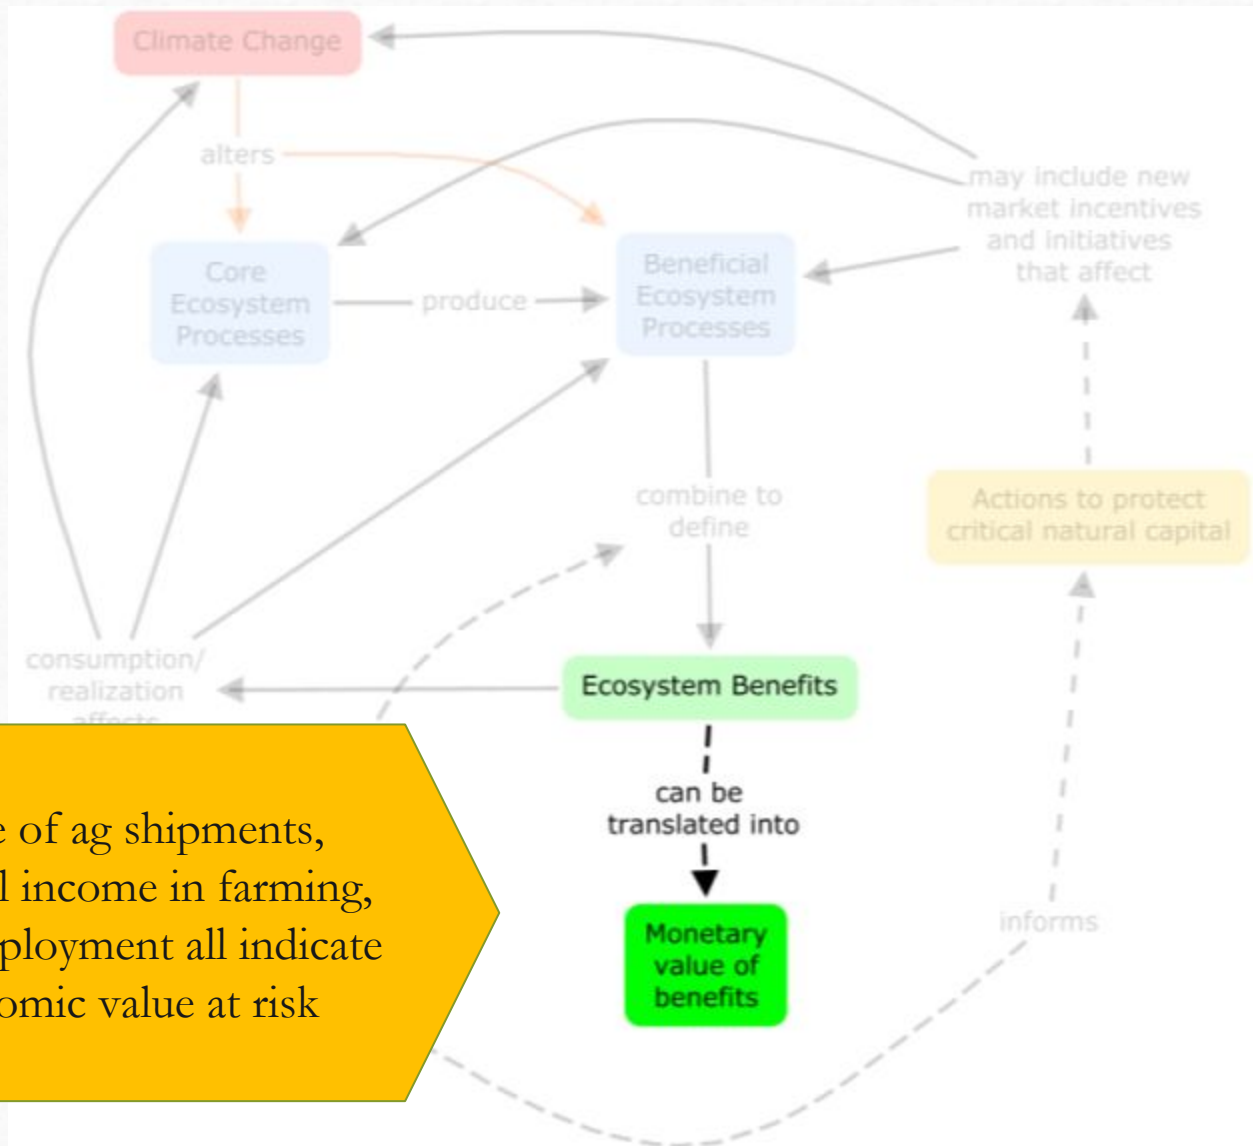 Climate Change
alters
may include new
market incentives
and initiatives
that affect
Core
Ecosystem
Processes
produce
Beneficial
Ecosystem
Processes
combine to
define
Actions to protect
critical natural capital
consumption/
realization
affects
Ecosystem Benefits
can be
translated into
of ag shipments,
income in farming,
all indicate
value at risk
Monetary
value of
benefits
informs